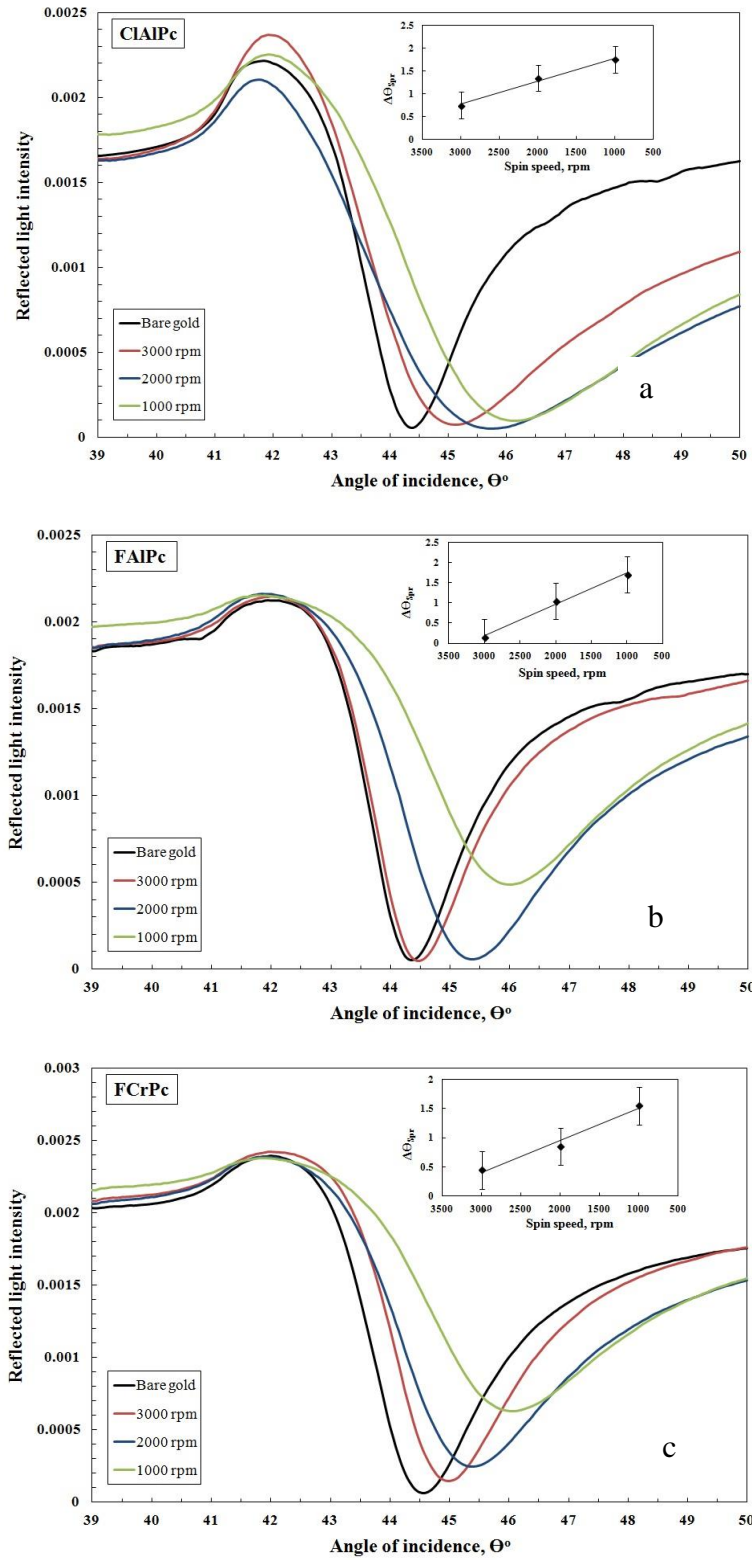 ClAlPc
Reflected light intensity
0.0025
0.002
0.0015
0.001
0.0005
0
39 40 41 42 43 44 45 46 47 48 49 50
Angle of incidence, Ɵº
Bare gold
3000 rpm
2000 rpm
1000 rpm
ΔƟSpr
2.5
2
1.5
1
0.5
0
3500 3000 2500 2000 1500 1000 500
Spin speed, rpm
a
FAlPc
Reflected light intensity
0.0025
0.002
0.0015
0.001
0.0005
0
39 40 41 42 43 44 45 46 47 48 49 50
Angle of incidence, Ɵº
Bare gold
3000 rpm
2000 rpm
1000 rpm
ΔƟSpr
2.5
2
1.5
1
0.5
0
3500 3000 2500 2000 1500 1000 500
Spin speed, rpm
b
FCrPc
Reflected light intensity
0.003
0.0025
0.002
0.0015
0.001
0.0005
0
39 40 41 42 43 44 45 46 47 48 49 50
Angle of incidence, Ɵº
Bare gold
3000 rpm
2000 rpm
1000 rpm
ΔƟSpr
2
1.5
1
0.5
0
3500 3000 2500 2000 1500 1000 500
Spin speed, rpm
c